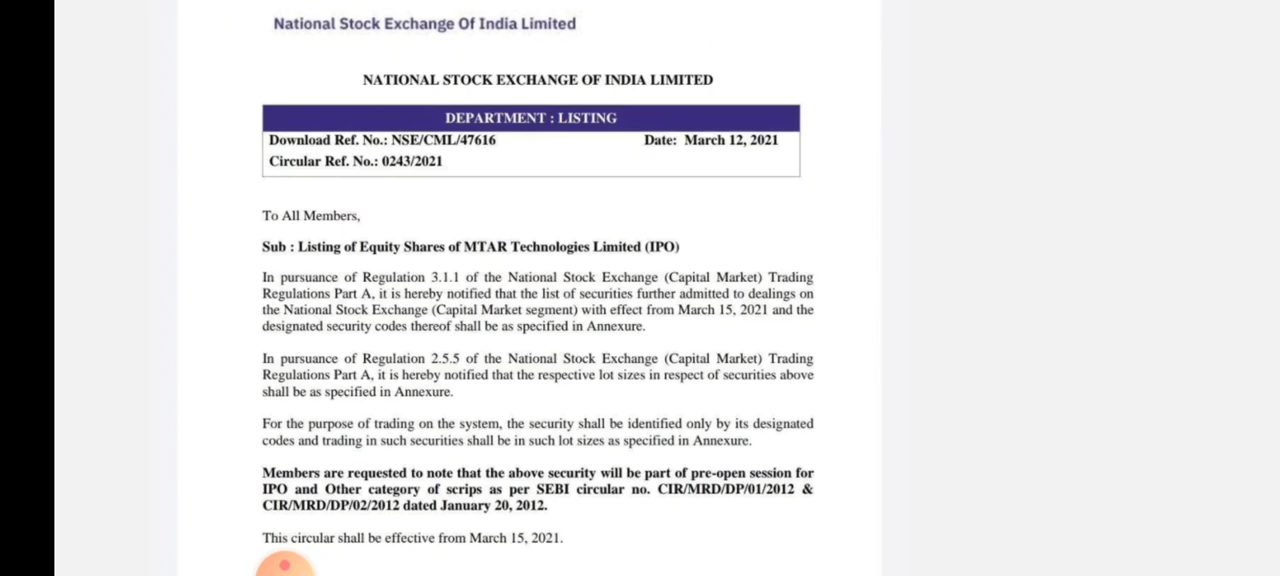 National Stock Exchange Of India Limited
NATIONAL STOCK EXCHANGE OF INDIA LIMITED
DEPARTMENT : LISTING
Download Ref. No.: NSE/CML/47616 Date: March 12, 2021
Circular Ref. No.: 0243/2021
To All Members,
Sub : Listing of Equity Shares of MTAR Technologies Limited (IPO)
In pursuance of Regulation 3.1.1 of the National Stock Exchange (Capital Market) Trading
Regulations Part A, it is hereby notified that the list of securities further admitted to dealings on
the National Stock Exchange (Capital Market segment) with effect from March 15, 2021 and the
designated security codes thereof shall be as specified in Annexure.
In pursuance of Regulation 2.5.5 of the National Stock Exchange (Capital Market) Trading
Regulations Part A, it is hereby notified that the respective lot sizes in respect of securities above
shall be as specified in Annexure.
For the purpose of trading on the system, the security shall be identified only by its designated
codes and trading in such securities shall be in such lot sizes as specified in Annexure.
Members are requested to note that the above security will be part of pre-open session for
IPO and Other category of scrips as per SEBI circular no. CIR/MRD/DP/01/2012 &
CIR/MRD/DP/02/2012 dated January 20, 2012.
This circular shall be effective from March 15, 2021.